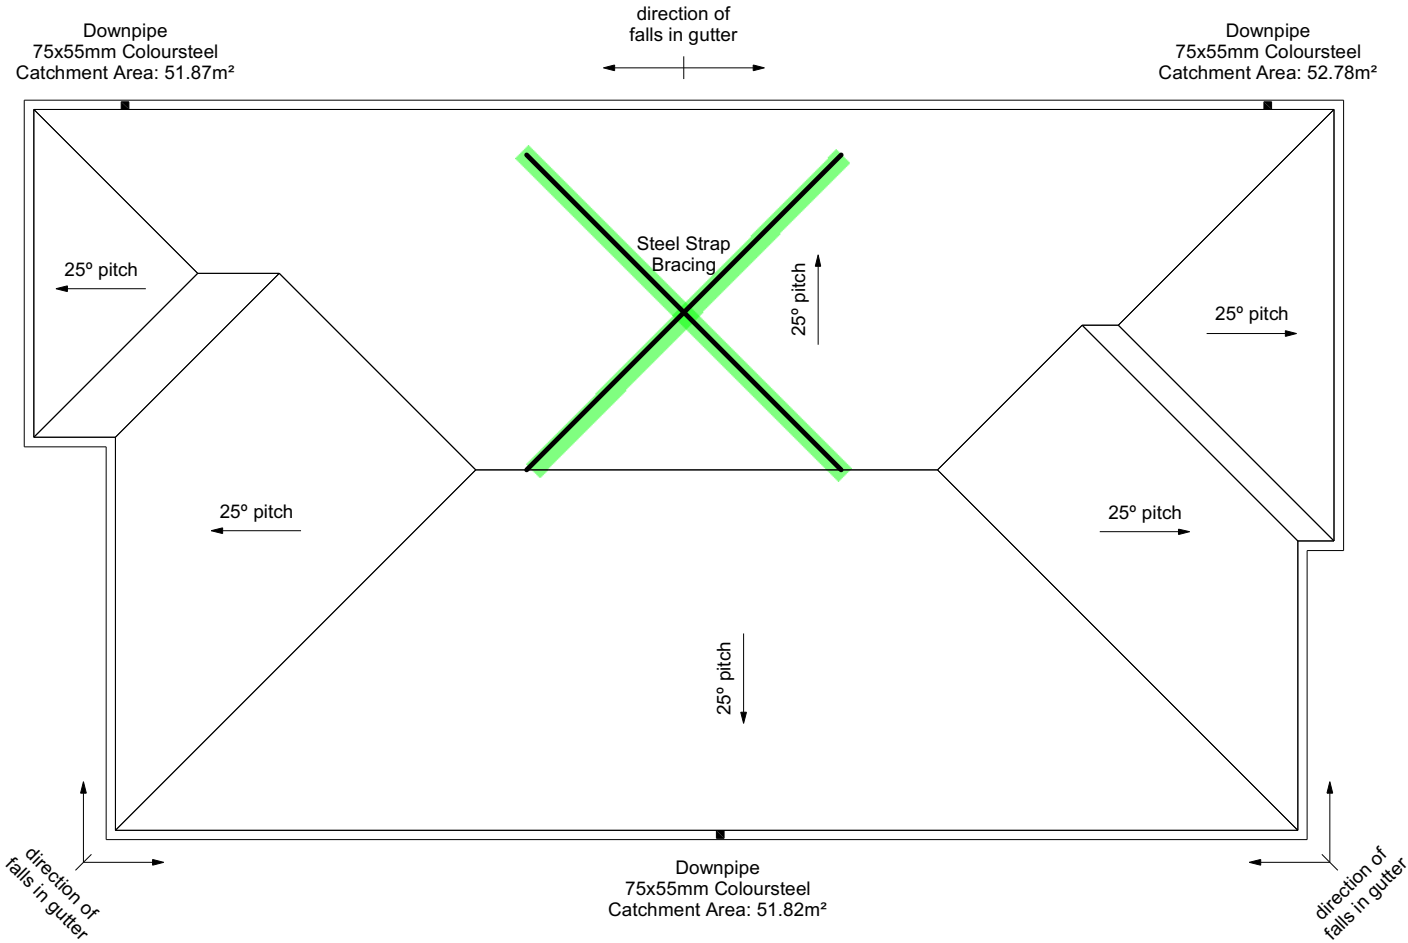 Downpipe
75x55mm Coloursteel
Catchment Area: 51.87m²
direction of
falls in gutter
Downpipe
75x55mm Coloursteel
Catchment Area: 52.78m²
Steel Strap
Bracing
25º pitch
25º pitch
25º pitch
25º pitch
25º pitch
25º pitch
direction of
falls in gutter
Downpipe
75x55mm Coloursteel
Catchment Area: 51.82m²
direction of
falls in gutter